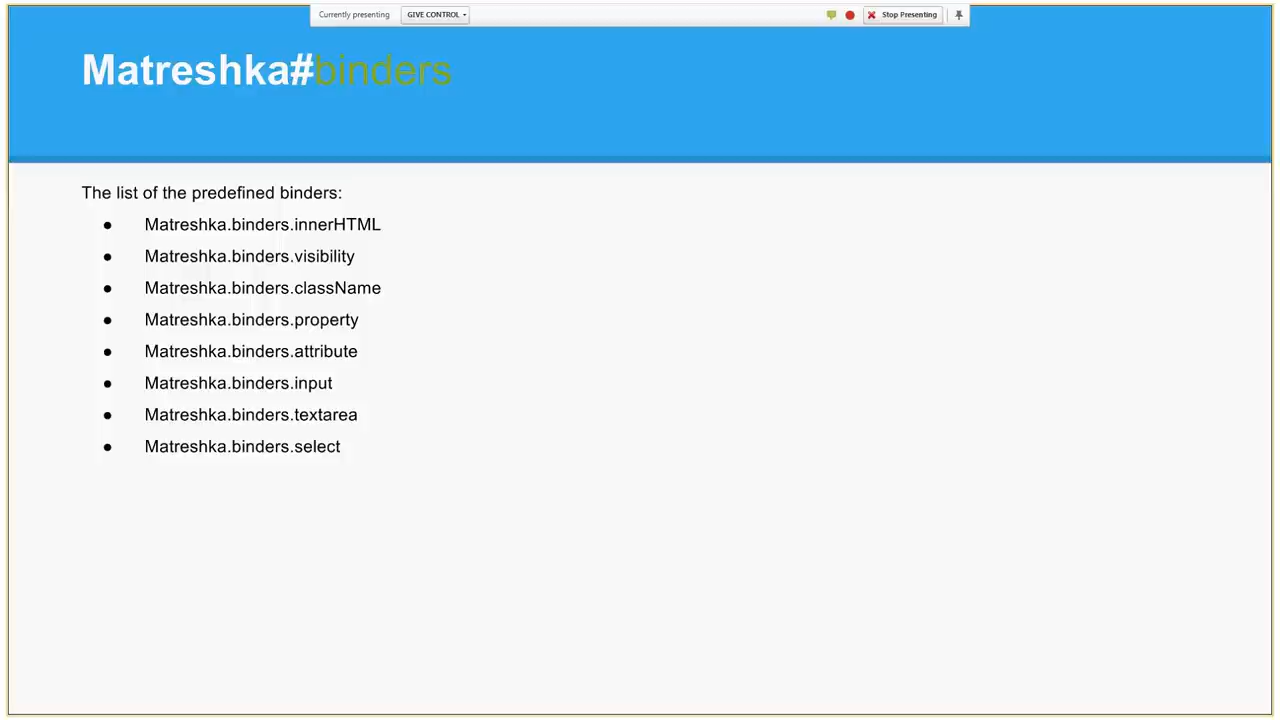 Currently presenting GIVE CONTROL Stop Presenting
Matreshka#binders
The list of the predefined binders:
● Matreshka.binders.innerHTML
● Matreshka.binders.visibility
● Matreshka.binders.className
● Matreshka.binders.property
● Matreshka.binders.attribute
● Matreshka.binders.input
● Matreshka.binders.textarea
● Matreshka.binders.select